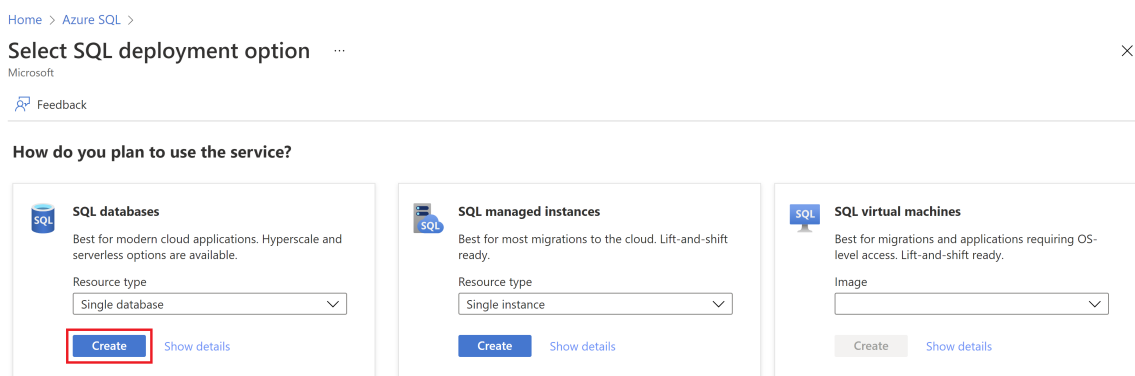 Home > Azure SQL >
Select SQL deployment option ...
Microsoft
Feedback
How do you plan to use the service?
SQL
SQL databases
Best for modern cloud applications. Hyperscale and
serverless options are available.
Resource type
Single database
Create
Show details
SQL
SQL managed instances
Best for most migrations to the cloud. Lift-and-shift
ready.
Resource type
Single instance
Create
Show details
SQL
SQL virtual machines
Best for migrations and applications requiring OS-
level access. Lift-and-shift ready.
Image
Create
Show details